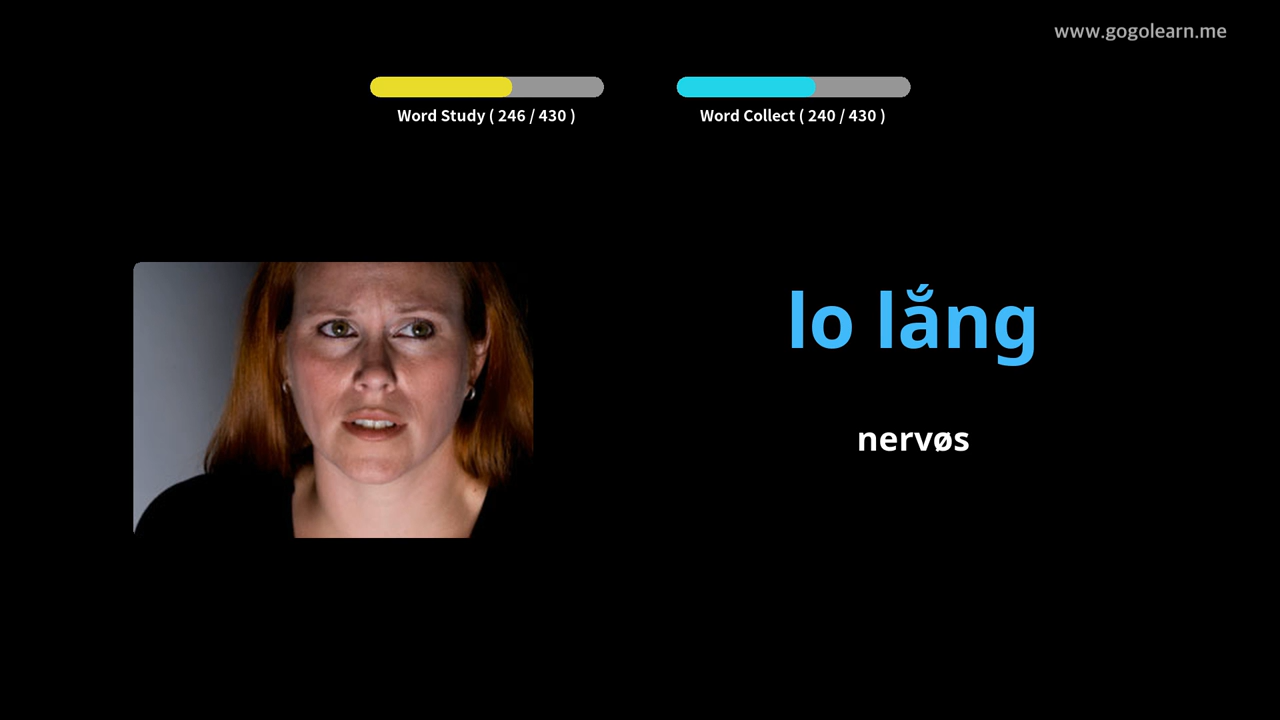 www.gogolearn.me
Word Study ( 246 / 430 )
Word Collect ( 240 / 430 )
lo lắng
nervøs